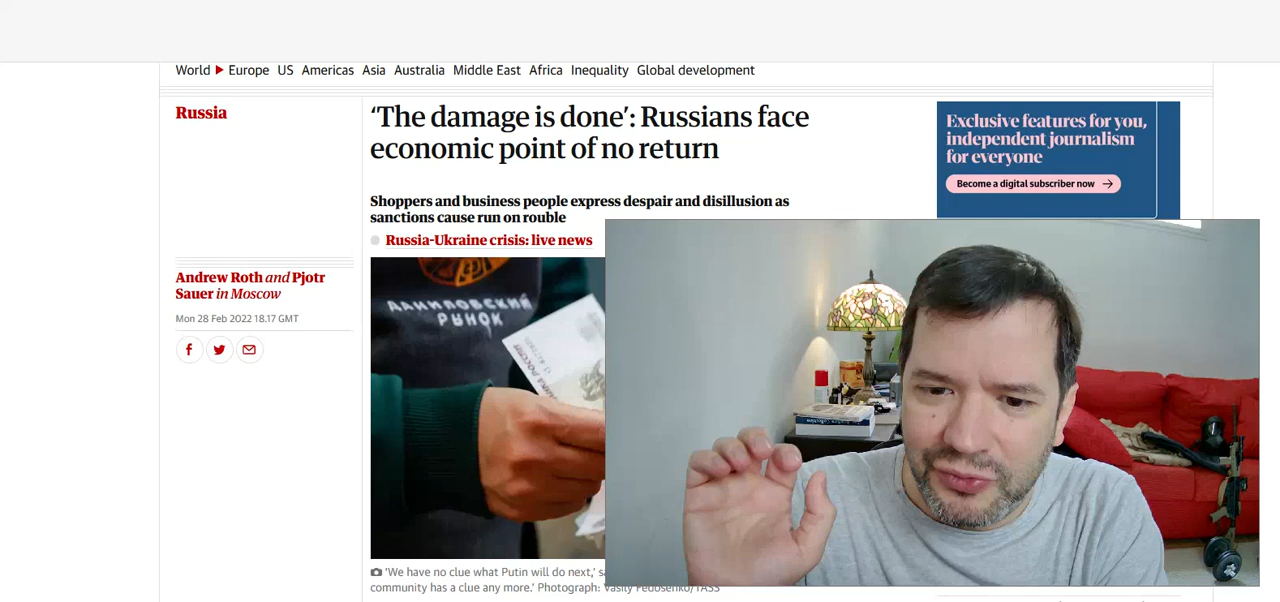 World Europe US Americas Asia Australia Middle East Africa Inequality Global development
Russia
‘The damage is done’: Russians face
economic point of no return
Shoppers and business people express despair and disillusion as
sanctions cause run on rouble
Russia-Ukraine crisis: live news
Andrew Roth and Pjotr
Sauer in Moscow
Mon 28 Feb 2022 18.17 GMT
Exclusive features for you,
independent journalism
for everyone
Become a digital subscriber now →
ДАНИЛОВСКИЙ
РЫНОК
'We have no clue what Putin will do next,'
community has a clue any more.' Photograph: Vasily Fedosenko/TASS